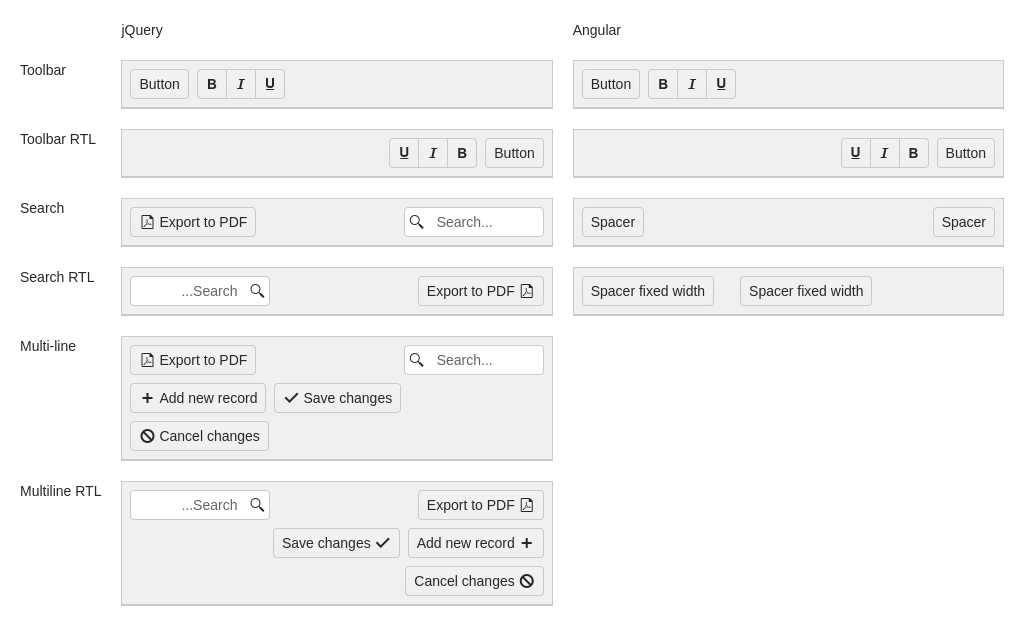 jQuery Angular
Toolbar Button B I U Button B I U
Toolbar RTL U I B Button U I B Button
Search Export to PDF Search... Spacer Spacer
Search RTL ...Search Export to PDF Spacer fixed width Spacer fixed width
Multi-line Export to PDF Search...
Add new record Save changes
Cancel changes
Multiline RTL ...Search Export to PDF
Save changes Add new record
Cancel changes